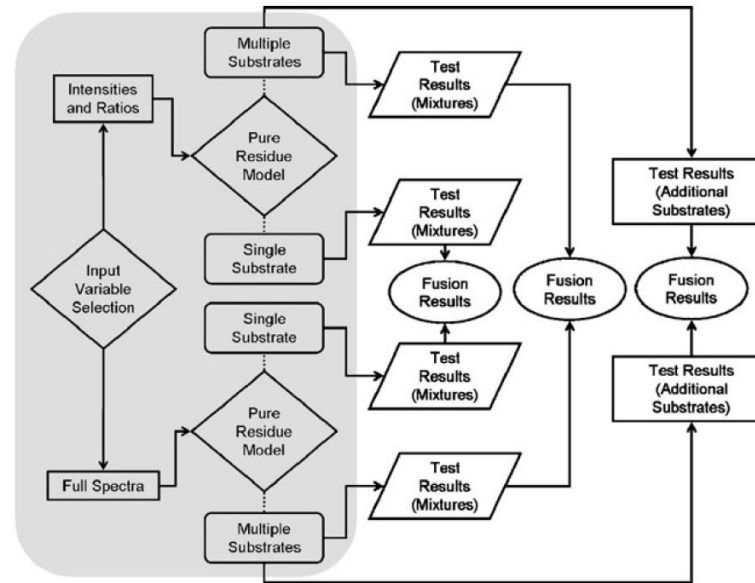 Multiple
Substrates
Intensities
and Ratios
Test
Results
(Mixtures)
Pure
Residue
Model
Test Results
(Additional
Substrates)
Test
Results
(Mixtures)
Single
Substrate
Input
Variable
Selection
Fusion
Results
Fusion
Results
Fusion
Results
Single
Substrate
Test
Results
(Mixtures)
Test Results
(Additional
Substrates)
Pure
Residue
Model
Full Spectra
Test
Results
(Mixtures)
Multiple
Substrates